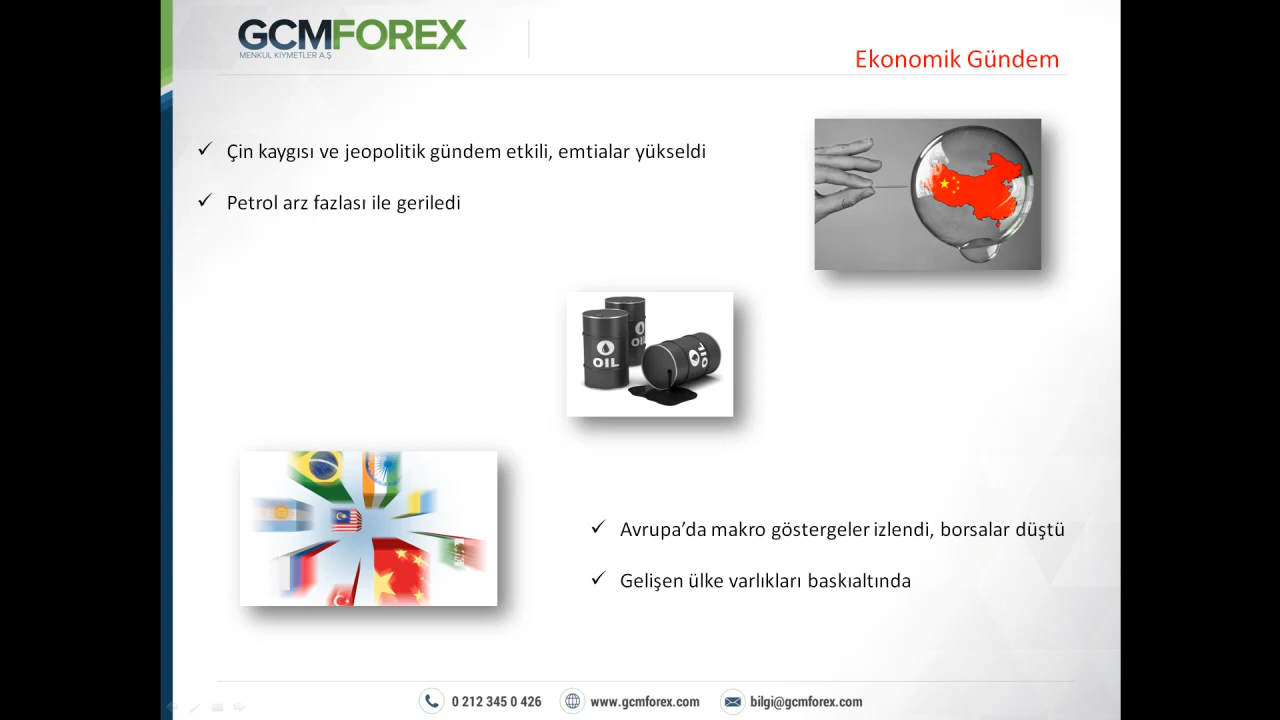 GCMFOREX
MENKUL KIYMETLER A.Ş
Ekonomik Gündem
Çin kaygısı ve jeopolitik gündem etkili, emtialar yükseldi
Petrol arz fazlası ile geriledi
OIL
OIL
OIL
Avrupa’da makro göstergeler izlendi, borsalar düştü
Gelişen ülke varlıkları baskıaltında
0 212 345 0 426
www.gcmforex.com
bilgi@gcmforex.com